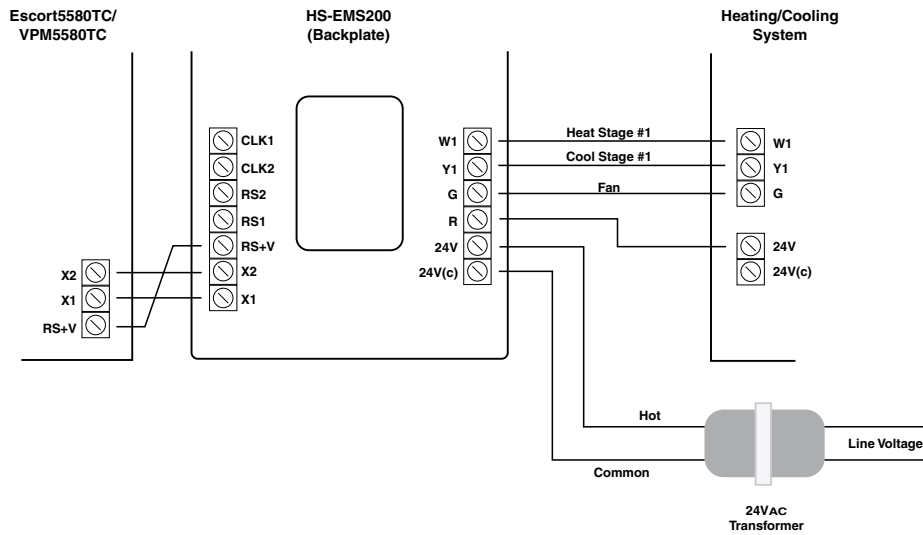 Escort5580TC/
VPM5580TC
HS-EMS200
(Backplate)
Heating/Cooling
System
CLK1
CLK2
RS2
RS1
RS+V
X2
X1
X2
X1
RS+V
W1
Y1
G
R
24V
24V(c)
Heat Stage #1
Cool Stage #1
Fan
W1
Y1
G
24V
24V(c)
Hot
Common
Line Voltage
24VAC
Transformer